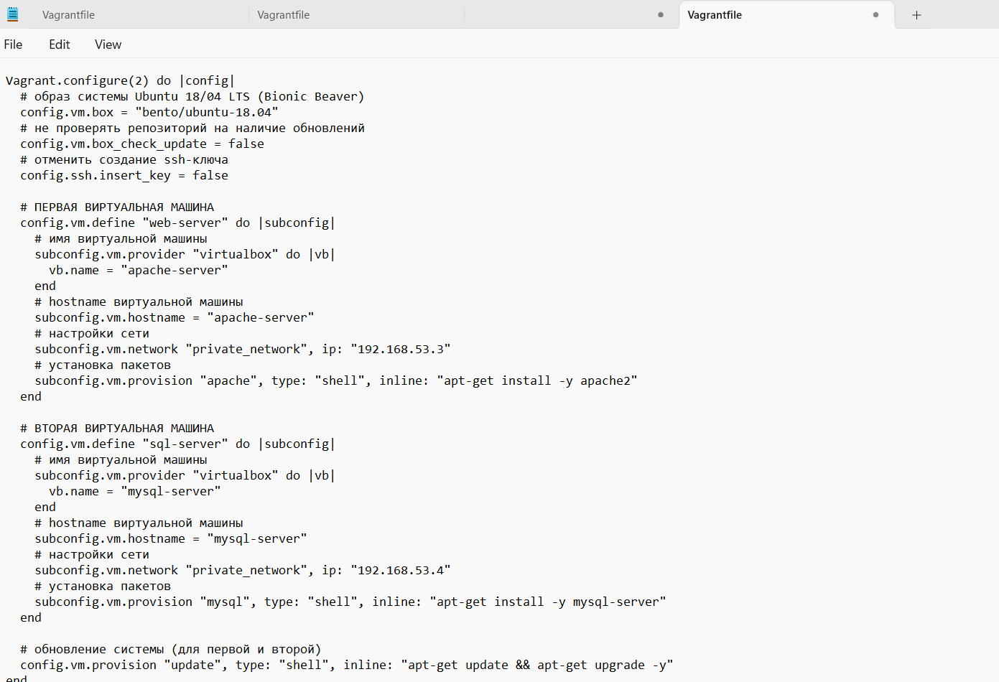 Vagrantfile
Vagrantfile
Vagrantfile
File Edit View
Vagrant.configure(2) do |config|
  # образ системы Ubuntu 18/04 LTS (Bionic Beaver)
  config.vm.box = "bento/ubuntu-18.04"
  # не проверять репозиторий на наличие обновлений
  config.vm.box_check_update = false
  # отменить создание ssh-ключа
  config.ssh.insert_key = false

  # ПЕРВАЯ ВИРТУАЛЬНАЯ МАШИНА
  config.vm.define "web-server" do |subconfig|
    # имя виртуальной машины
    subconfig.vm.provider "virtualbox" do |vb|
      vb.name = "apache-server"
    end
    # hostname виртуальной машины
    subconfig.vm.hostname = "apache-server"
    # настройки сети
    subconfig.vm.network "private_network", ip: "192.168.53.3"
    # установка пакетов
    subconfig.vm.provision "apache", type: "shell", inline: "apt-get install -y apache2"
  end

  # ВТОРАЯ ВИРТУАЛЬНАЯ МАШИНА
  config.vm.define "sql-server" do |subconfig|
    # имя виртуальной машины
    subconfig.vm.provider "virtualbox" do |vb|
      vb.name = "mysql-server"
    end
    # hostname виртуальной машины
    subconfig.vm.hostname = "mysql-server"
    # настройки сети
    subconfig.vm.network "private_network", ip: "192.168.53.4"
    # установка пакетов
    subconfig.vm.provision "mysql", type: "shell", inline: "apt-get install -y mysql-server"
  end

  # обновление системы (для первой и второй)
  config.vm.provision "update", type: "shell", inline: "apt-get update && apt-get upgrade -y"
end